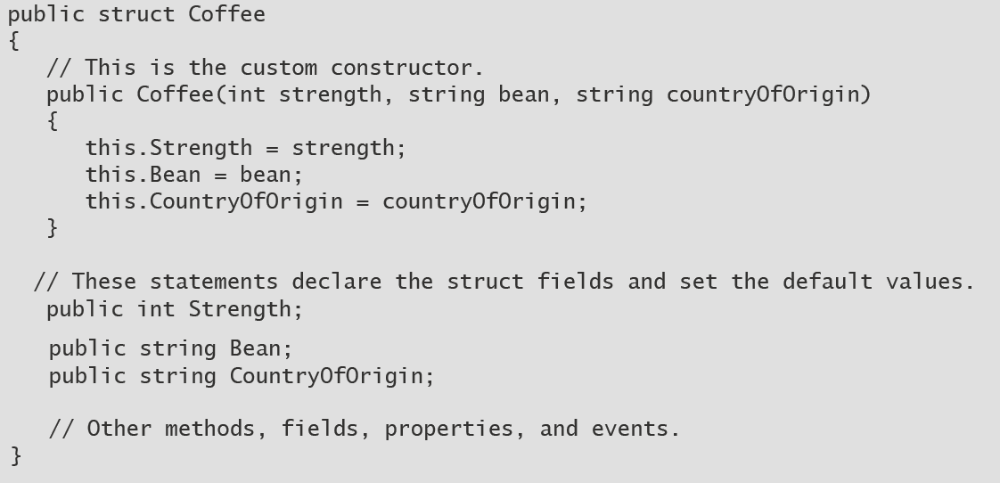 public struct Coffee
{
// This is the custom constructor.
public Coffee(int strength, string bean, string countryOfOrigin)
{
this.Strength = strength;
this.Bean = bean;
this.CountryOfOrigin = countryOfOrigin;
}
// These statements declare the struct fields and set the default values.
public int Strength;
public string Bean;
public string CountryOfOrigin;
// Other methods, fields, properties, and events.
}